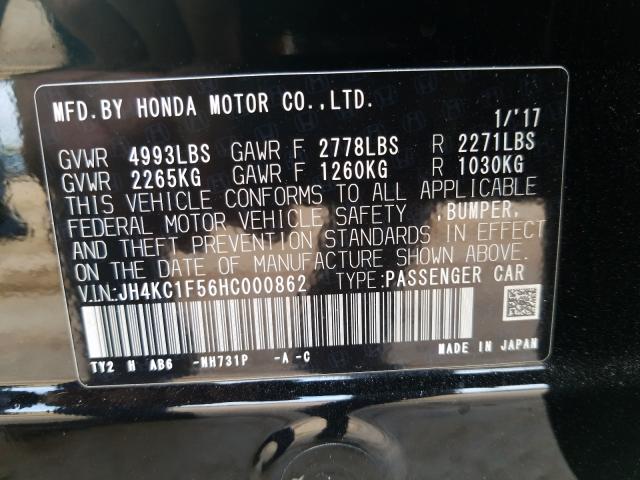 MFD.BY HONDA MOTOR CO.,LTD.
1/'17
GVWR 4993LBS GAWR F 2778LBS R 2271LBS
GVWR 2265KG GAWR F 1260KG R 1030KG
THIS VEHICLE CONFORMS TO ALL APPLICABLE
FEDERAL MOTOR VEHICLE SAFETY ,BUMPER,
AND THEFT PREVENTION STANDARDS IN EFFECT
ON THE DATE OF MANUFACTURE SHOWN ABOVE.
V.I.N:JH4KC1F56HC000862 TYPE:PASSENGER CAR
TY2 H AB6 -NH731P -A -C
MADE IN JAPAN